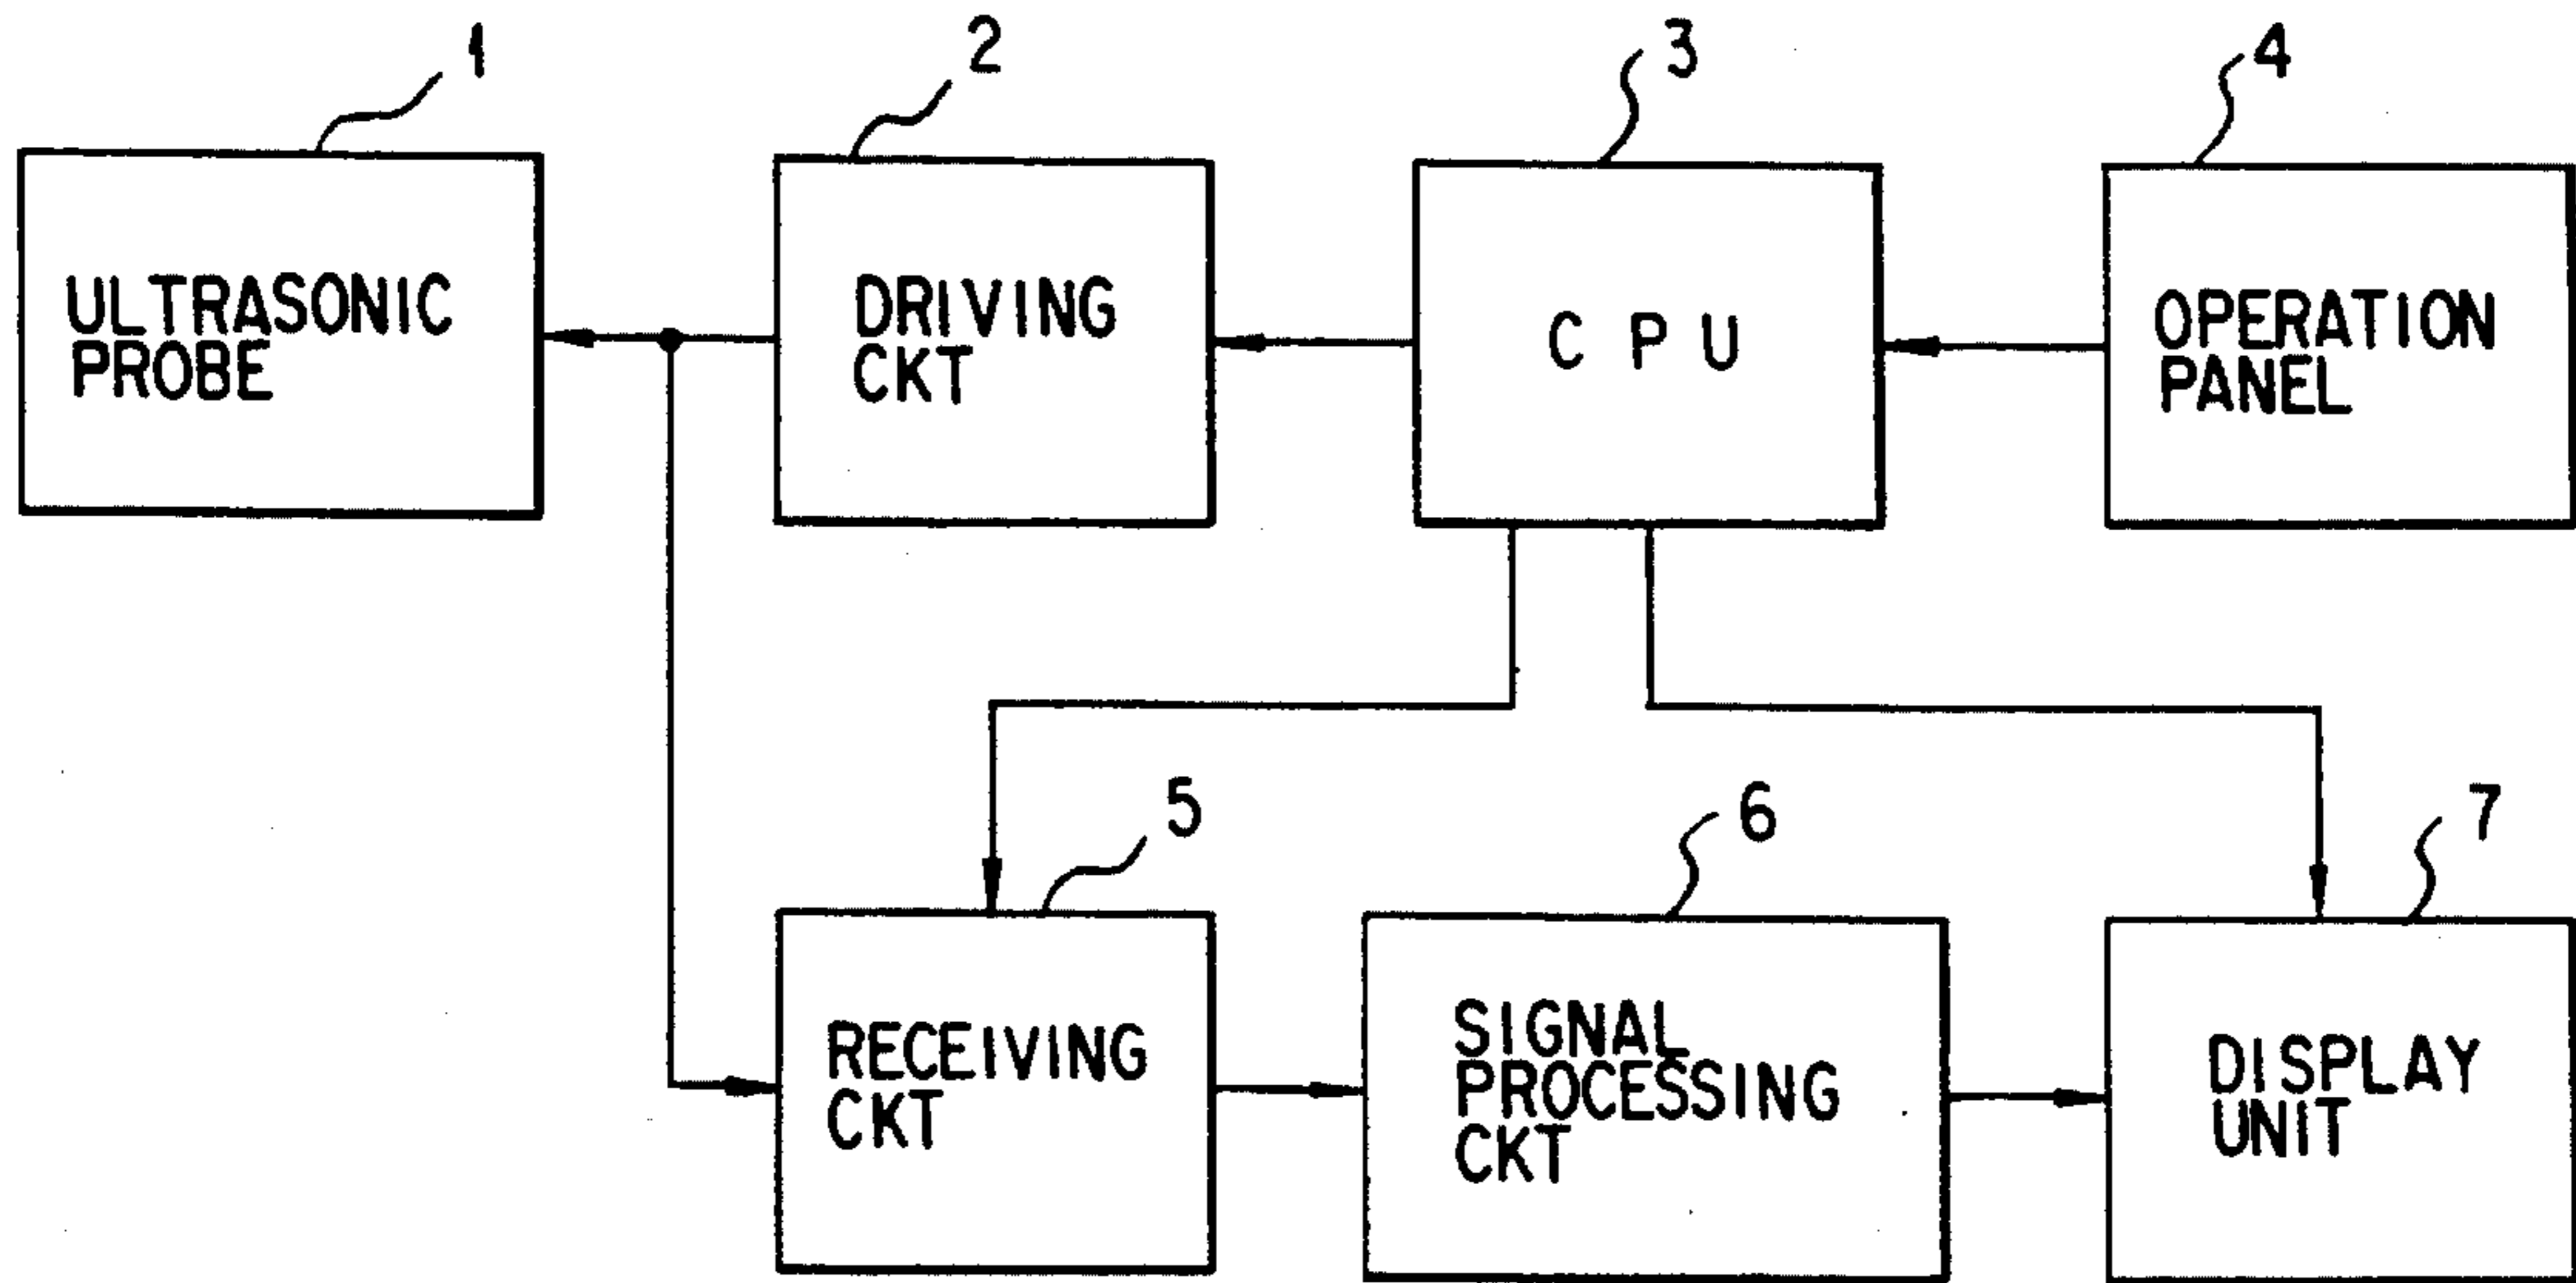 1
2
3
4
ULTRASONIC
PROBE
DRIVING
CKT
C P U
OPERATION
PANEL
5
6
7
RECEIVING
CKT
SIGNAL
PROCESSING
CKT
DISPLAY
UNIT